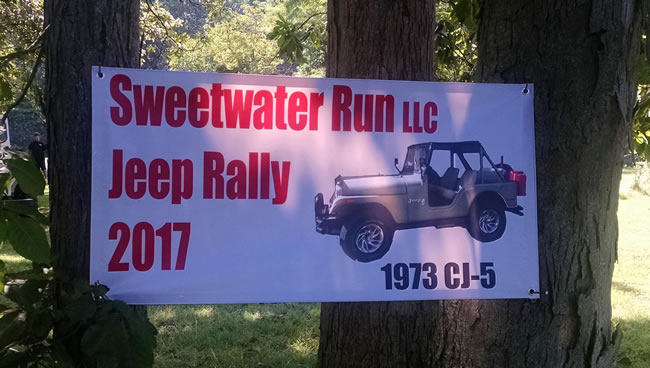 Sweetwater Run LLC
Jeep Rally
2017
1973 CJ-5